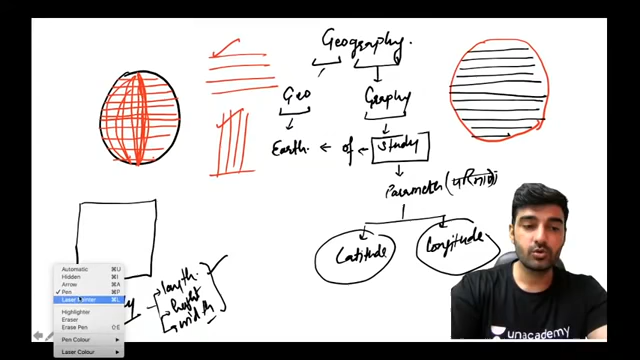 Geography.
Geo
Graphy
Earth.
of
Study
Parameter (परिमाप)
Latitude
Longitude
length.
height
width
Automatic ⌘U
Hidden ⌘I
Arrow ⌘A
✓ Pen ⌘P
Laser Pointer ⌘L
Highlighter
Eraser
Erase Pen ⇧E
Pen Colour
Laser Colour
unacademy